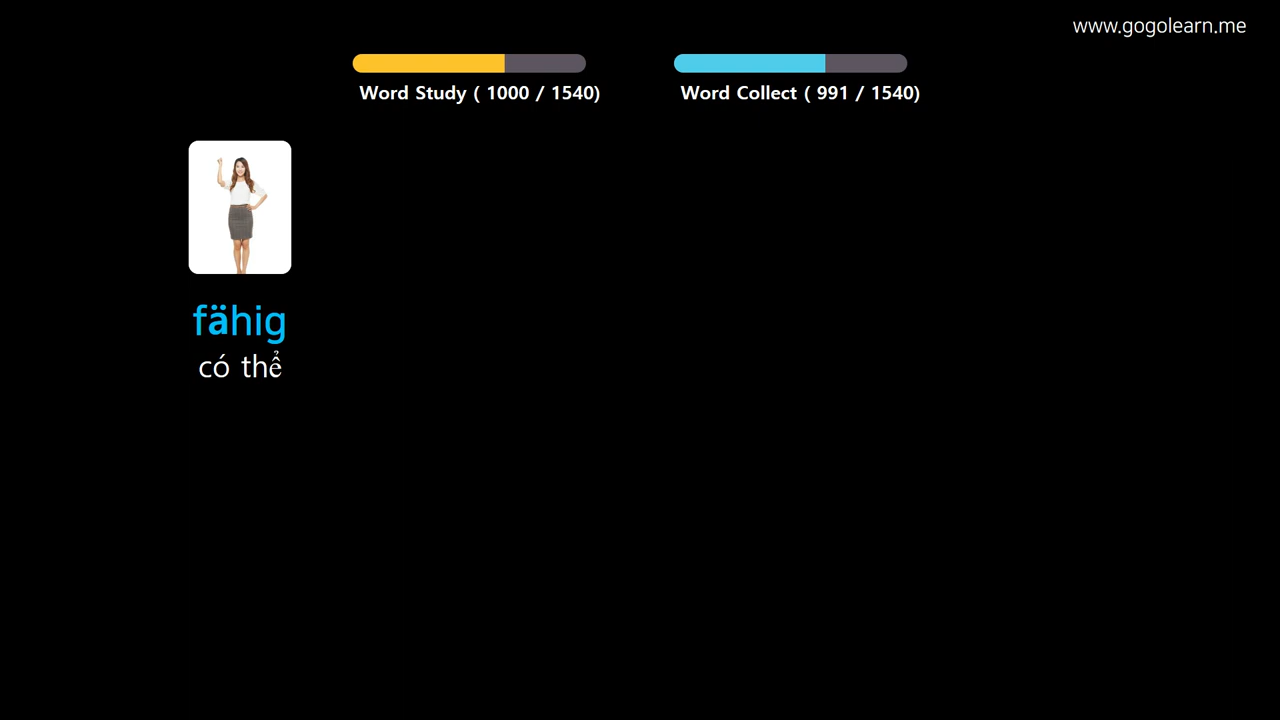 www.gogolearn.me
Word Study ( 1000 / 1540)
Word Collect ( 991 / 1540)
fähig
có thể